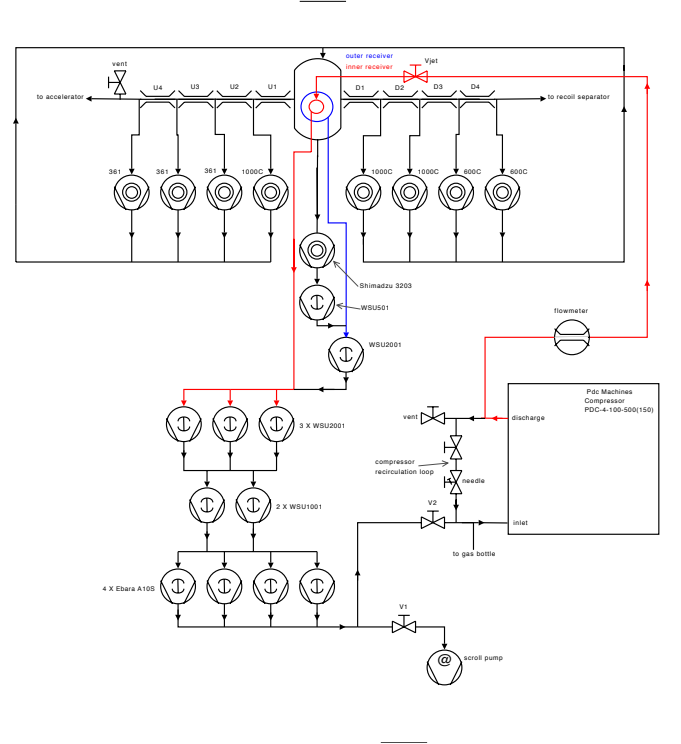 outer receiver
inner receiver
Vjet
vent
U4
U3
U2
U1
D1
D2
D3
D4
to accelerator
to recoil separator
361
361
361
1000C
1000C
1000C
600C
600C
Shimadzu 3203
WSU501
flowmeter
WSU2001
Pdc Machines
Compressor
PDC-4-100-500(150)
vent
discharge
3 X WSU2001
compressor
recirculation loop
needle
2 X WSU1001
V2
inlet
to gas bottle
4 X Ebara A10S
V1
@
scroll pump